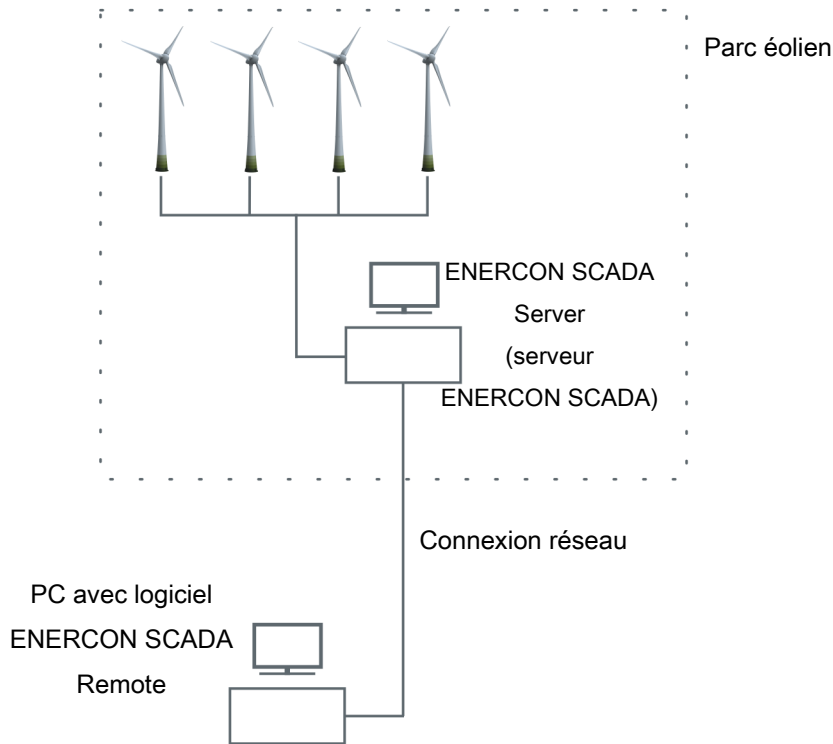 Parc éolien
ENERCON SCADA
Server
(serveur
ENERCON SCADA)
Connexion réseau
PC avec logiciel
ENERCON SCADA
Remote